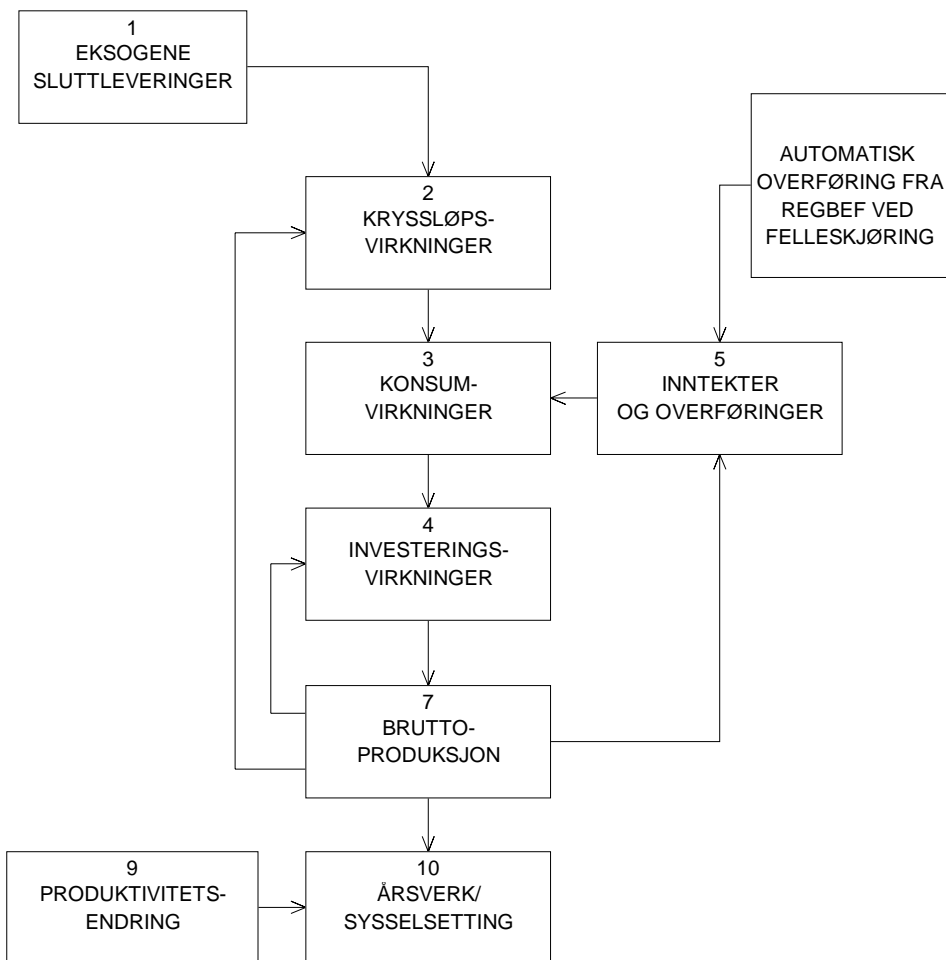 1
EKSOGENE
SLUTTLEVERINGER
AUTOMATISK
OVERFØRING FRA
REGBEF VED
FELLESKJØRING
2
KRYSSLØPS-
VIRKNINGER
3
KONSUM-
VIRKNINGER
5
INNTEKTER
OG OVERFØRINGER
4
INVESTERINGS-
VIRKNINGER
7
BRUTTO-
PRODUKSJON
9
PRODUKTIVITETS-
ENDRING
10
ÅRSVERK/
SYSSELSETTING